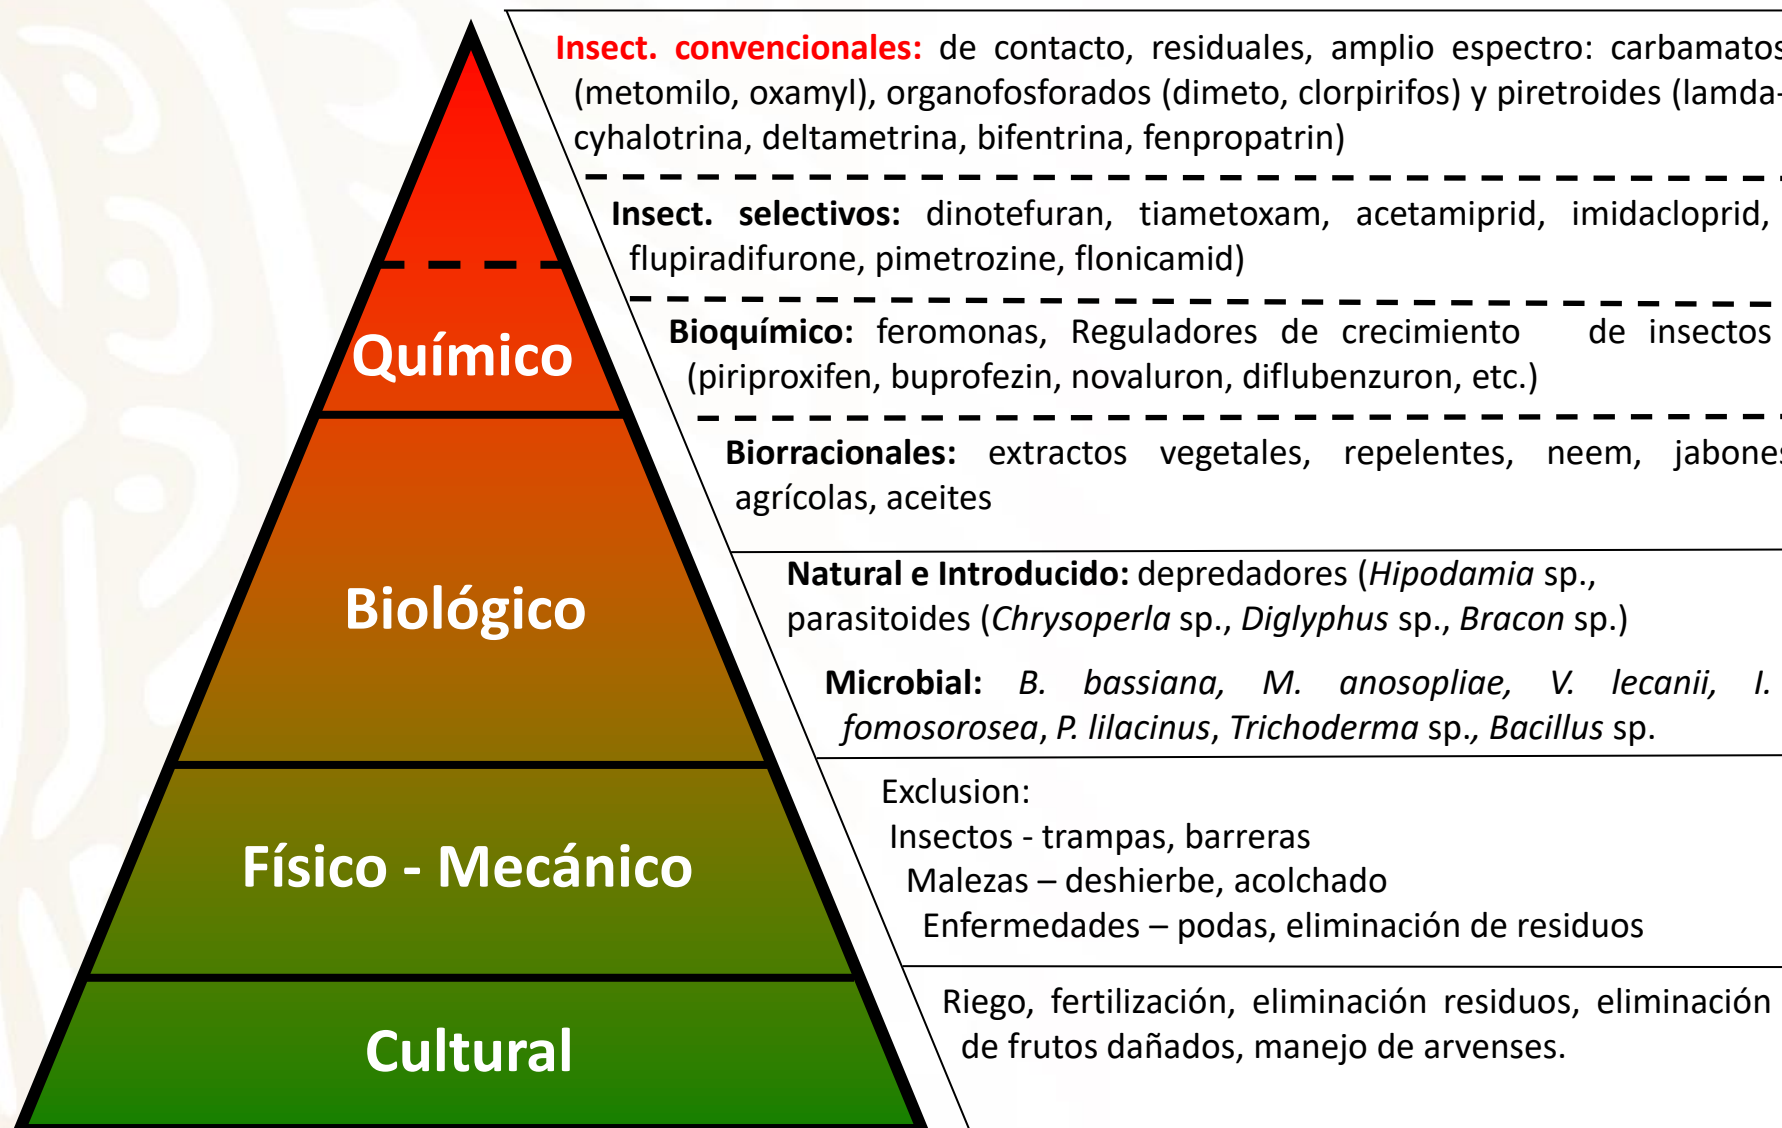 Insect. convencionales: de contacto, residuales, amplio espectro: carbamatos
(metomilo, oxamyl), organofosforados (dimeto, clorpirifos) y piretroides (lamda-
cyhalotrina, deltametrina, bifentrina, fenpropatrin)
Insect. selectivos: dinotefuran, tiametoxam, acetamiprid, imidacloprid,
flupiradifurone, pimetrozine, flonicamid)
Bioquímico: feromonas, Reguladores de crecimiento de insectos
(piriproxifen, buprofezin, novaluron, diflubenzuron, etc.)
Biorracionales: extractos vegetales, repelentes, neem, jabones
agrícolas, aceites
Químico
Natural e Introducido: depredadores (Hipodamia sp.,
parasitoides (Chrysoperla sp., Diglyphus sp., Bracon sp.)
Microbial: B. bassiana, M. anosopliae, V. lecanii, I.
fomosorosea, P. lilacinus, Trichoderma sp., Bacillus sp.
Biológico
Exclusion:
Insectos - trampas, barreras
Malezas – deshierbe, acolchado
Enfermedades – podas, eliminación de residuos
Físico - Mecánico
Riego, fertilización, eliminación residuos, eliminación
de frutos dañados, manejo de arvenses.
Cultural